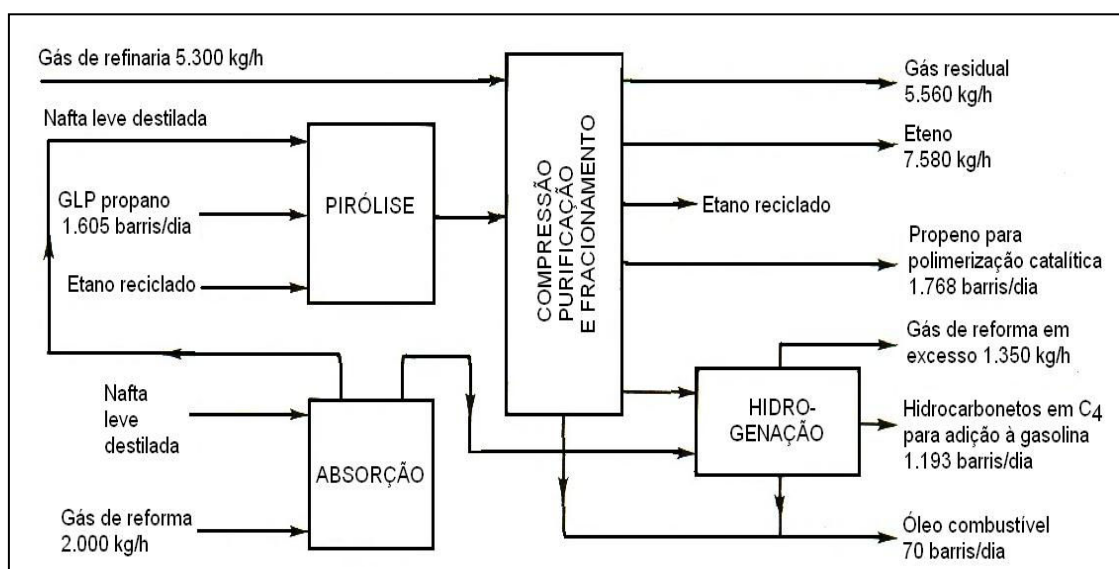 Gás de refinaria 5.300 kg/h
Nafta leve destilada
GLP propano
1.605 barris/dia
Etano reciclado
PIRÓLISE
Nafta
leve
destilada
Gás de reforma
2.000 kg/h
ABSORÇÃO
COMPRESSÃO
PURIFICAÇÃO
E FRACIONAMENTO
HIDRO-
GENAÇÃO
Gás residual
5.560 kg/h
Eteno
7.580 kg/h
Etano reciclado
Propeno para
polimerização catalítica
1.768 barris/dia
Gás de reforma em
excesso 1.350 kg/h
Hidrocarbonetos em C₄
para adição à gasolina
1.193 barris/dia
Óleo combustível
70 barris/dia